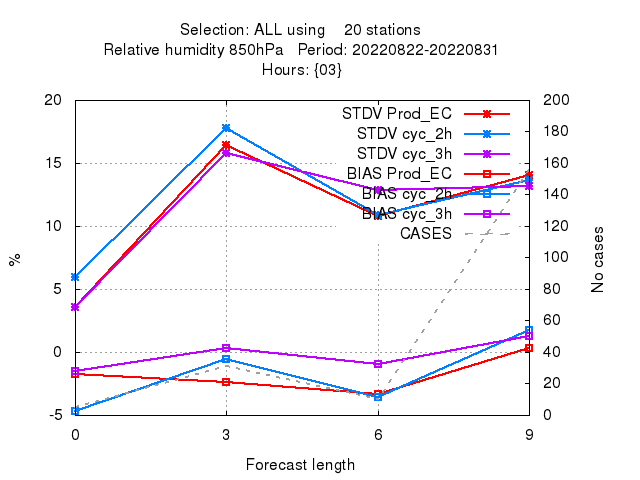 Selection: ALL using 20 stations
Relative humidity 850hPa Period: 20220822-20220831
Hours: {03}
20
15
10
5
0
-5
%
STDV Prod_EC
STDV cyc_2h
STDV cyc_3h
BIAS Prod_EC
BIAS cyc_2h
BIAS cyc_3h
CASES
200
180
160
140
120
100
80
60
40
20
0
No cases
0 3 6 9
Forecast length